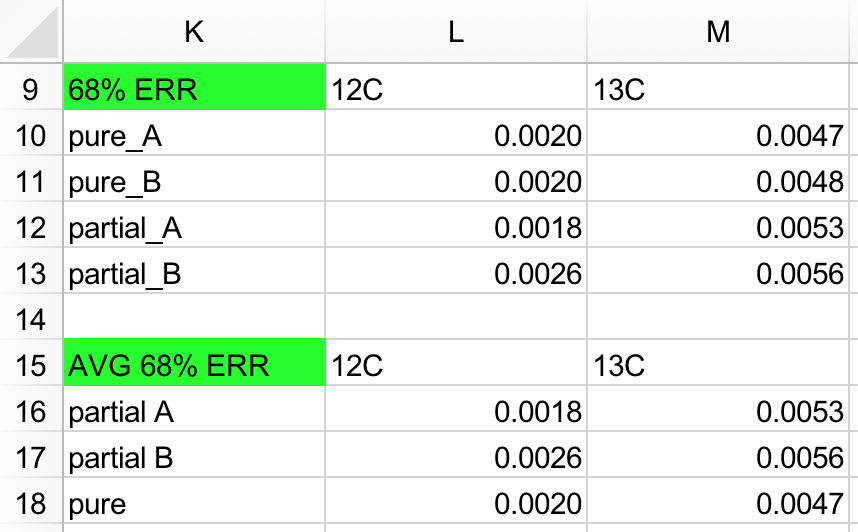 K L M
9 68% ERR 12C 13C
10 pure_A 0.0020 0.0047
11 pure_B 0.0020 0.0048
12 partial_A 0.0018 0.0053
13 partial_B 0.0026 0.0056
14
15 AVG 68% ERR 12C 13C
16 partial A 0.0018 0.0053
17 partial B 0.0026 0.0056
18 pure 0.0020 0.0047